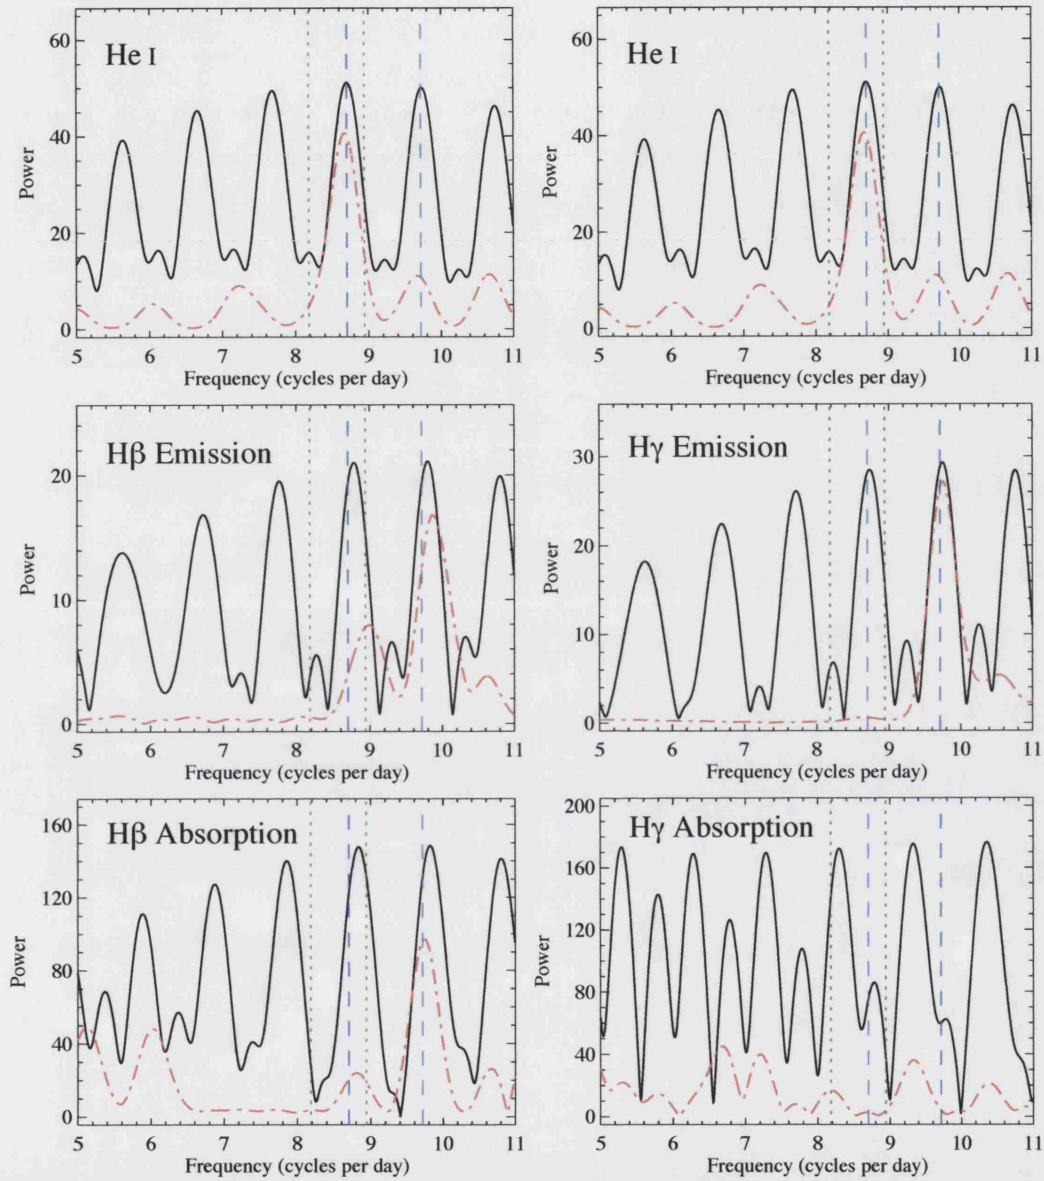 He I
60
40
20
0
Power
5 6 7 8 9 10 11
Frequency (cycles per day)
He I
60
40
20
0
Power
5 6 7 8 9 10 11
Frequency (cycles per day)
Hβ Emission
20
10
0
Power
5 6 7 8 9 10 11
Frequency (cycles per day)
Hγ Emission
30
20
10
0
Power
5 6 7 8 9 10 11
Frequency (cycles per day)
Hβ Absorption
160
120
80
40
0
Power
5 6 7 8 9 10 11
Frequency (cycles per day)
Hγ Absorption
200
160
120
80
40
0
Power
5 6 7 8 9 10 11
Frequency (cycles per day)